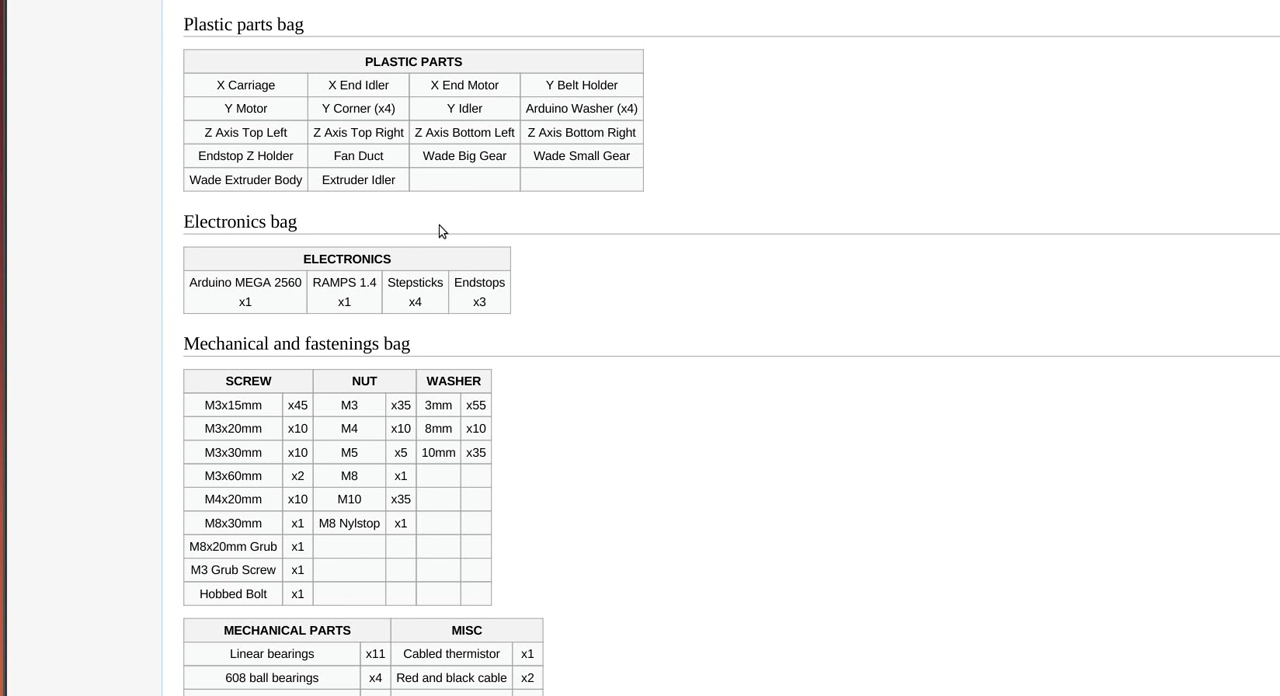 Plastic parts bag
PLASTIC PARTS
X Carriage X End Idler X End Motor Y Belt Holder
Y Motor Y Corner (x4) Y Idler Arduino Washer (x4)
Z Axis Top Left Z Axis Top Right Z Axis Bottom Left Z Axis Bottom Right
Endstop Z Holder Fan Duct Wade Big Gear Wade Small Gear
Wade Extruder Body Extruder Idler
Electronics bag
ELECTRONICS
Arduino MEGA 2560 RAMPS 1.4 Stepsticks Endstops
x1 x1 x4 x3
Mechanical and fastenings bag
SCREW NUT WASHER
M3x15mm x45 M3 x35 3mm x55
M3x20mm x10 M4 x10 8mm x10
M3x30mm x10 M5 x5 10mm x35
M3x60mm x2 M8 x1
M4x20mm x10 M10 x35
M8x30mm x1 M8 Nylstop x1
M8x20mm Grub x1
M3 Grub Screw x1
Hobbed Bolt x1
MECHANICAL PARTS MISC
Linear bearings x11 Cabled thermistor x1
608 ball bearings x4 Red and black cable x2